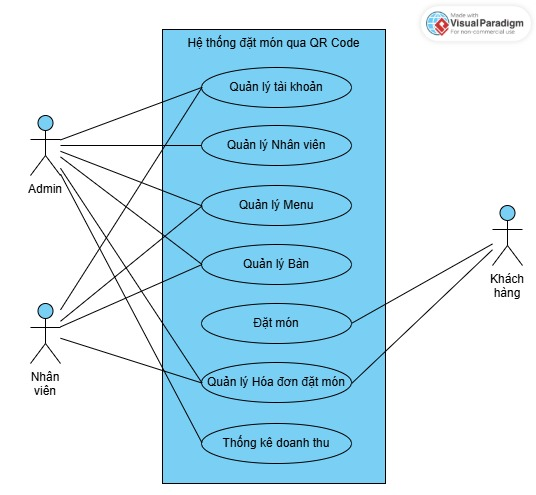 Made with
Visual Paradigm
For non-commercial use
Hệ thống đặt món qua QR Code
Quản lý tài khoản
Quản lý Nhân viên
Admin
Quản lý Menu
Quản lý Bàn
Khách
hàng
Đặt món
Nhân
viên
Quản lý Hóa đơn đặt món
Thống kê doanh thu